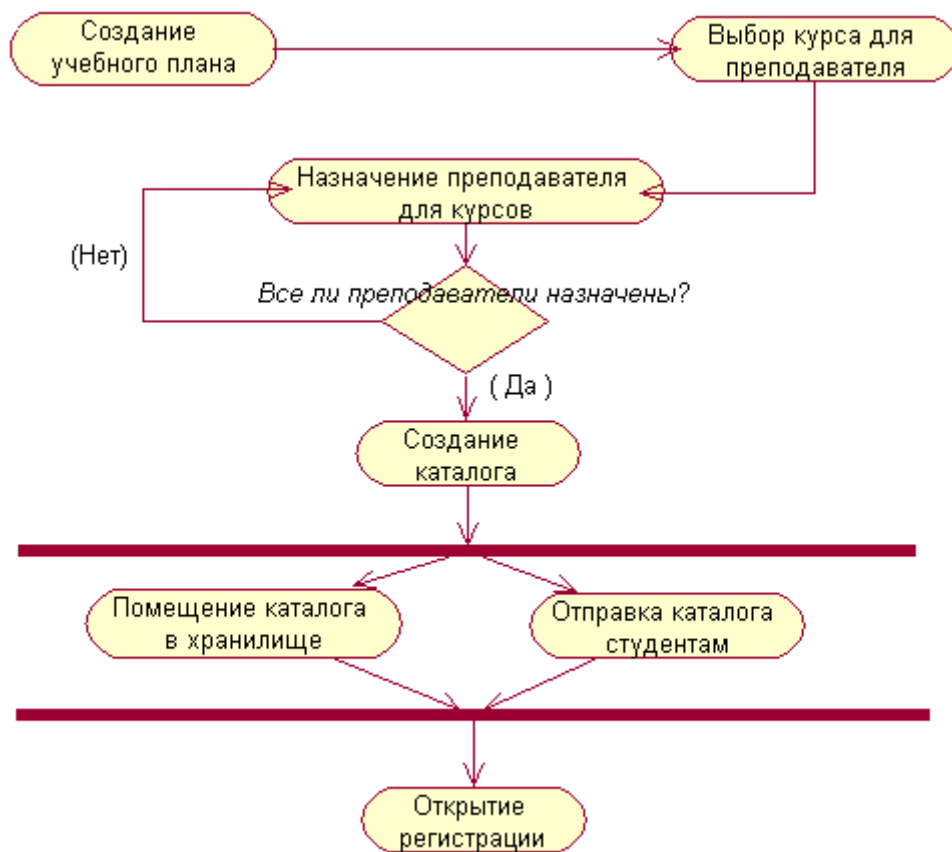 Создание
учебного плана
Выбор курса для
преподавателя
Назначение преподавателя
для курсов
(Нет)
Все ли преподаватели назначены?
( Да )
Создание
каталога
Помещение каталога
в хранилище
Отправка каталога
студентам
Открытие
регистрации